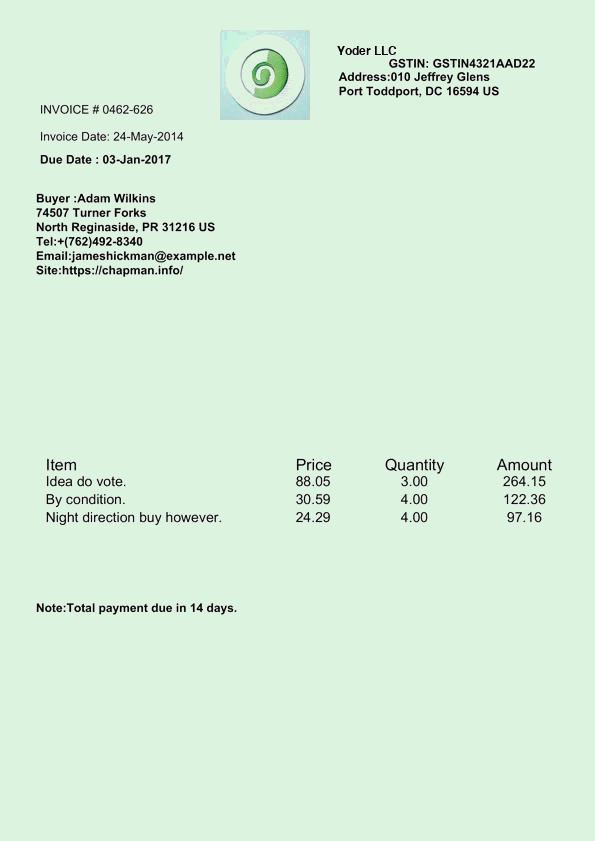 Yoder LLC
GSTIN: GSTIN4321AAD22
Address:010 Jeffrey Glens
Port Toddport, DC 16594 US
INVOICE # 0462-626
Invoice Date: 24-May-2014
Due Date : 03-Jan-2017
Buyer :Adam Wilkins
74507 Turner Forks
North Reginaside, PR 31216 US
Tel:+(762)492-8340
Email:jameshickman@example.net
Site:https://chapman.info/
Item Price Quantity Amount
Idea do vote. 88.05 3.00 264.15
By condition. 30.59 4.00 122.36
Night direction buy however. 24.29 4.00 97.16
Note:Total payment due in 14 days.